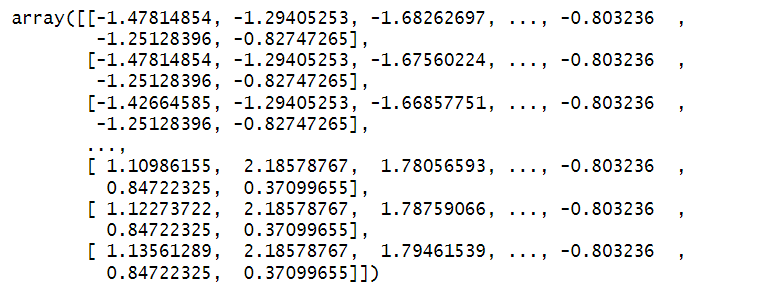 array([[-1.47814854, -1.29405253, -1.68262697, ..., -0.803236  ,
        -1.25128396, -0.82747265],
       [-1.47814854, -1.29405253, -1.67560224, ..., -0.803236  ,
        -1.25128396, -0.82747265],
       [-1.42664585, -1.29405253, -1.66857751, ..., -0.803236  ,
        -1.25128396, -0.82747265],
       ...,
       [ 1.10986155,  2.18578767,  1.78056593, ..., -0.803236  ,
         0.84722325,  0.37099655],
       [ 1.12273722,  2.18578767,  1.78759066, ..., -0.803236  ,
         0.84722325,  0.37099655],
       [ 1.13561289,  2.18578767,  1.79461539, ..., -0.803236  ,
         0.84722325,  0.37099655]])